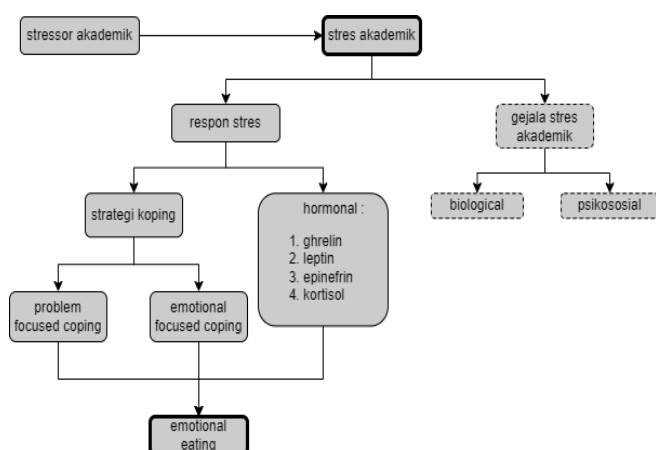 stressor akademik
stres akademik
respon stres
gejala stres
akademik
strategi koping
hormonal :
1. ghrelin
2. leptin
3. epinefrin
4. kortisol
biological
psikososial
problem
focused coping
emotional
focused coping
emotional
eating